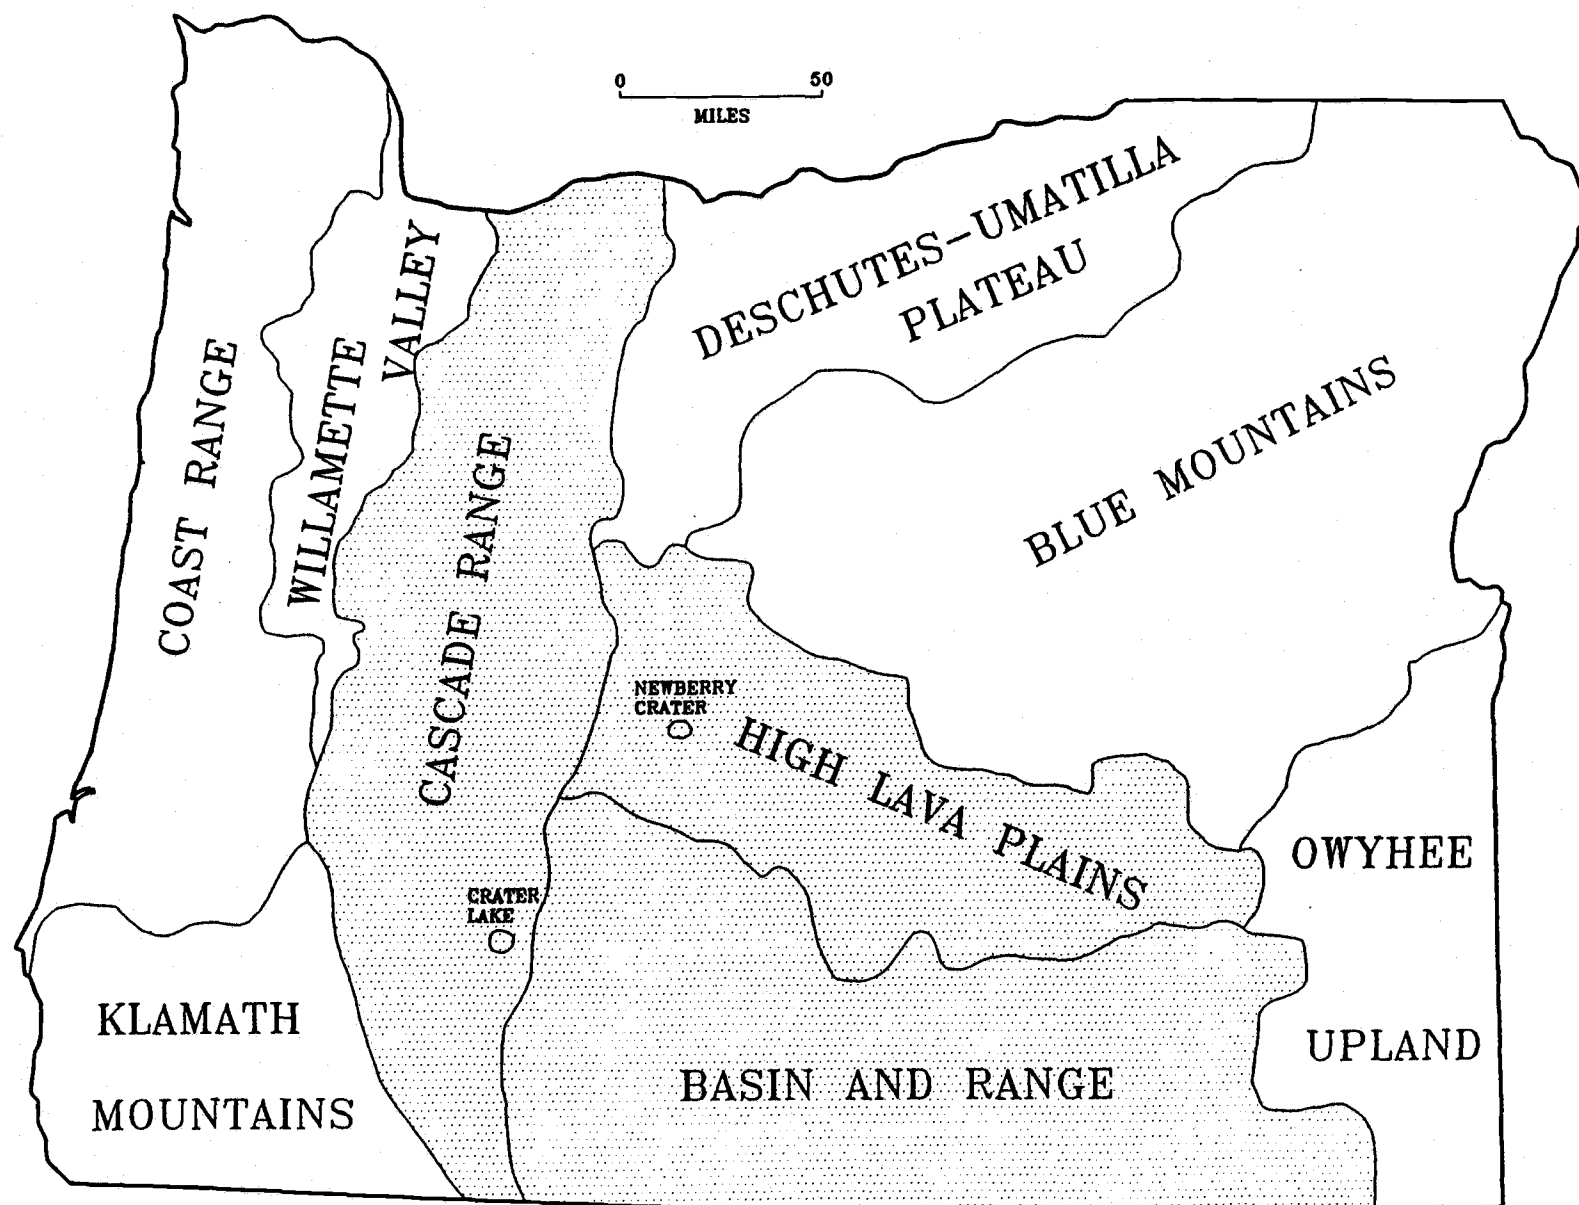 0 50
MILES
DESCHUTES-UMATILLA
PLATEAU
WILLAMETTE
VALLEY
COAST RANGE
CASCADE RANGE
BLUE MOUNTAINS
NEWBERRY
CRATER
HIGH LAVA PLAINS
OWYHEE
UPLAND
CRATER
LAKE
KLAMATH
MOUNTAINS
BASIN AND RANGE